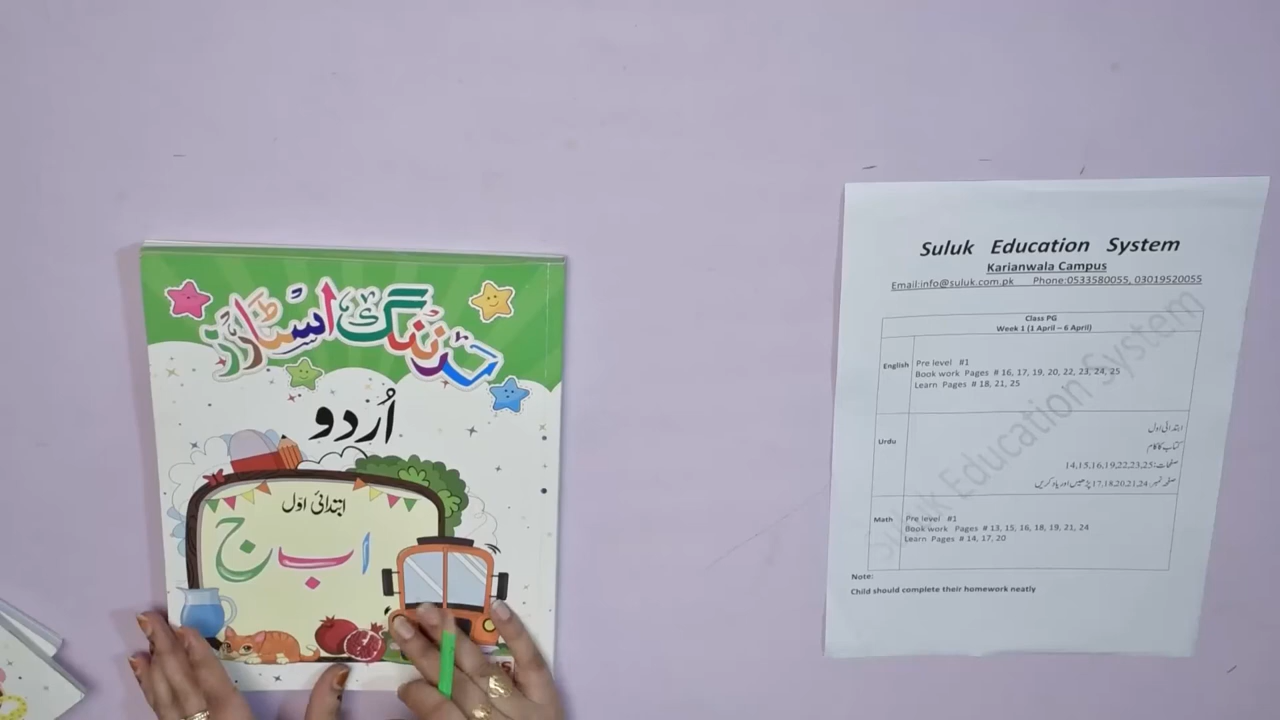 مورننگ اسٹارز
اُردو
ابتدائی اوّل
ا ب ج
Suluk Education System
Karianwala Campus
Email:info@suluk.com.pk Phone:0533580055, 03019520055
Class PG
Week 1 (1 April – 6 April)
English
Pre level #1
Book work Pages # 16, 17, 19, 20, 22, 23, 24, 25
Learn Pages # 18, 21, 25
Urdu
ابتدائی اول
کتاب کا کام
صفحات:14,15,16,19,22,23,25
صفحہ نمبر:17,18,20,21,24 پڑھیں اور یاد کریں
Math
Pre level #1
Book work Pages # 13, 15, 16, 18, 19, 21, 24
Learn Pages # 14, 17, 20
Note:
Child should complete their homework neatly
Suluk Education System